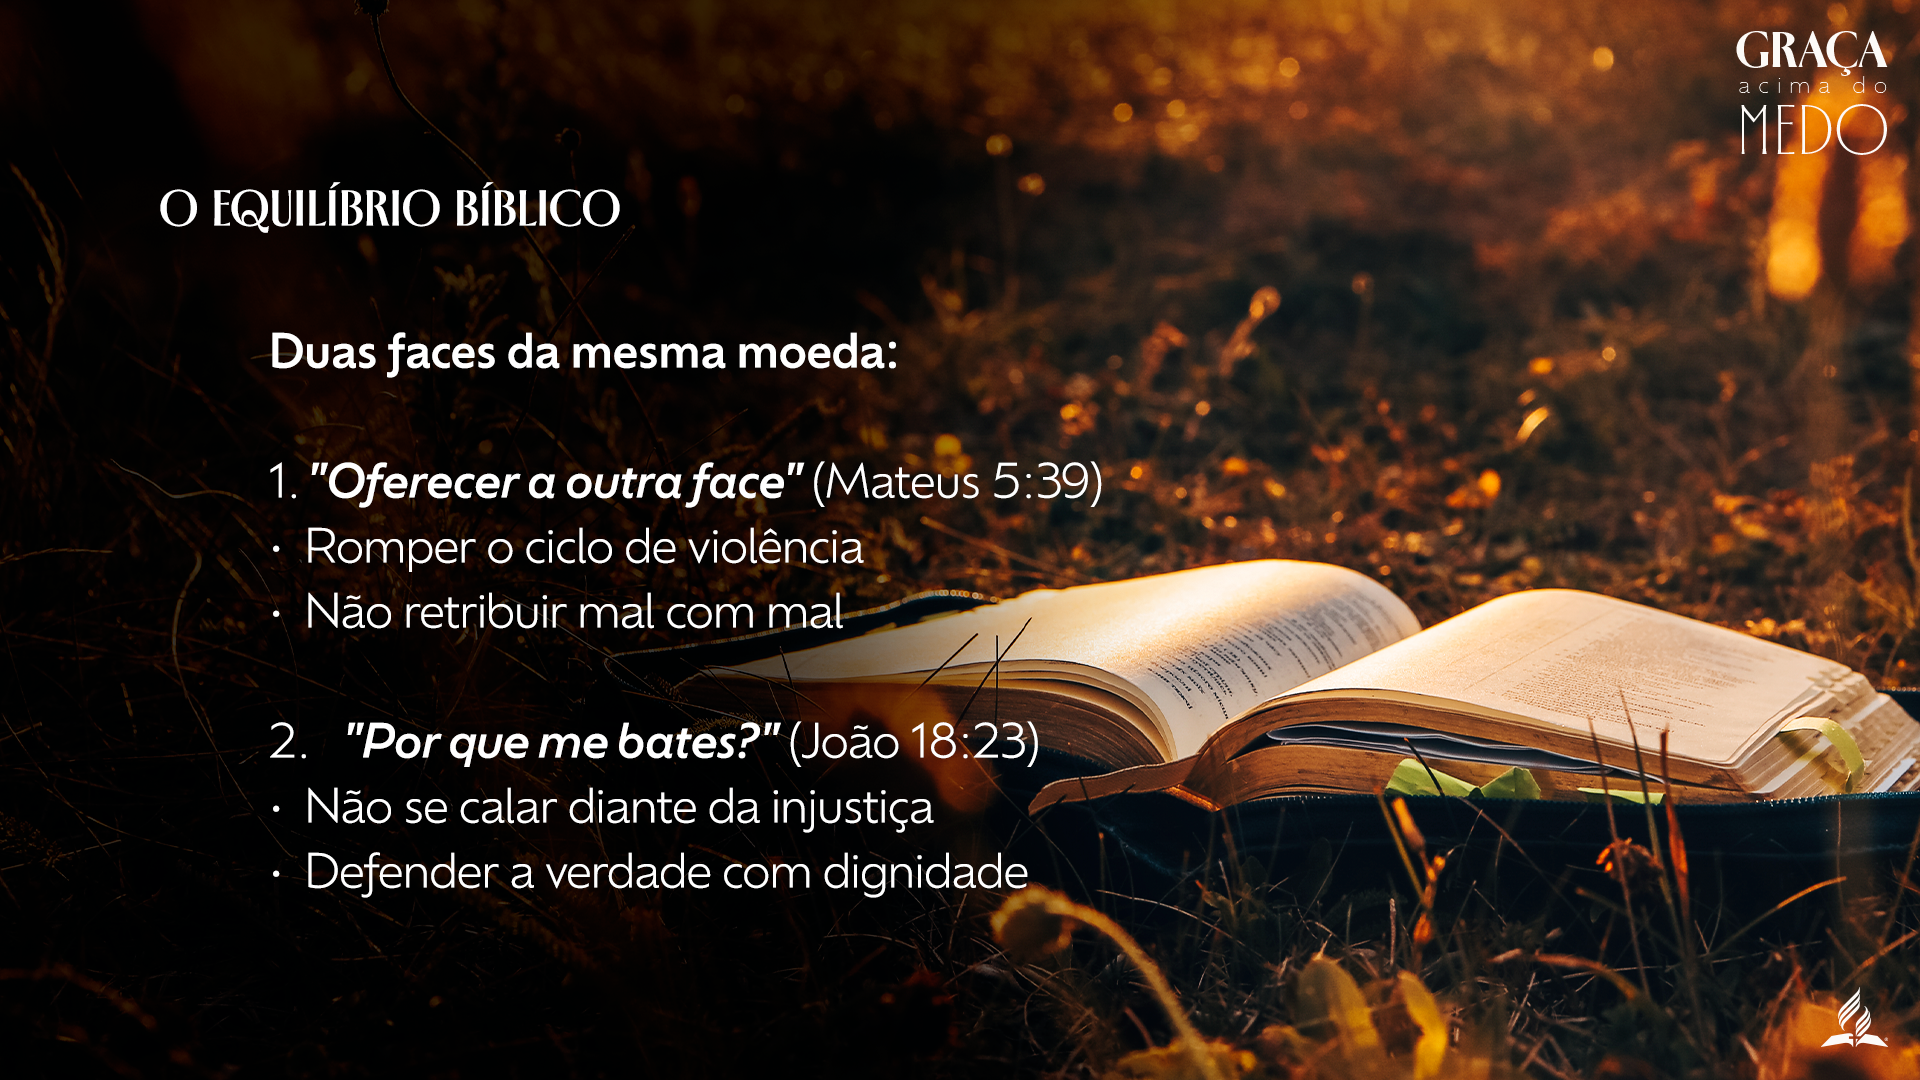 GRAÇA
acima do
MEDO
O EQUILÍBRIO BÍBLICO
Duas faces da mesma moeda:
1. "Oferecer a outra face" (Mateus 5:39)
• Romper o ciclo de violência
• Não retribuir mal com mal
2. "Por que me bates?" (João 18:23)
• Não se calar diante da injustiça
• Defender a verdade com dignidade